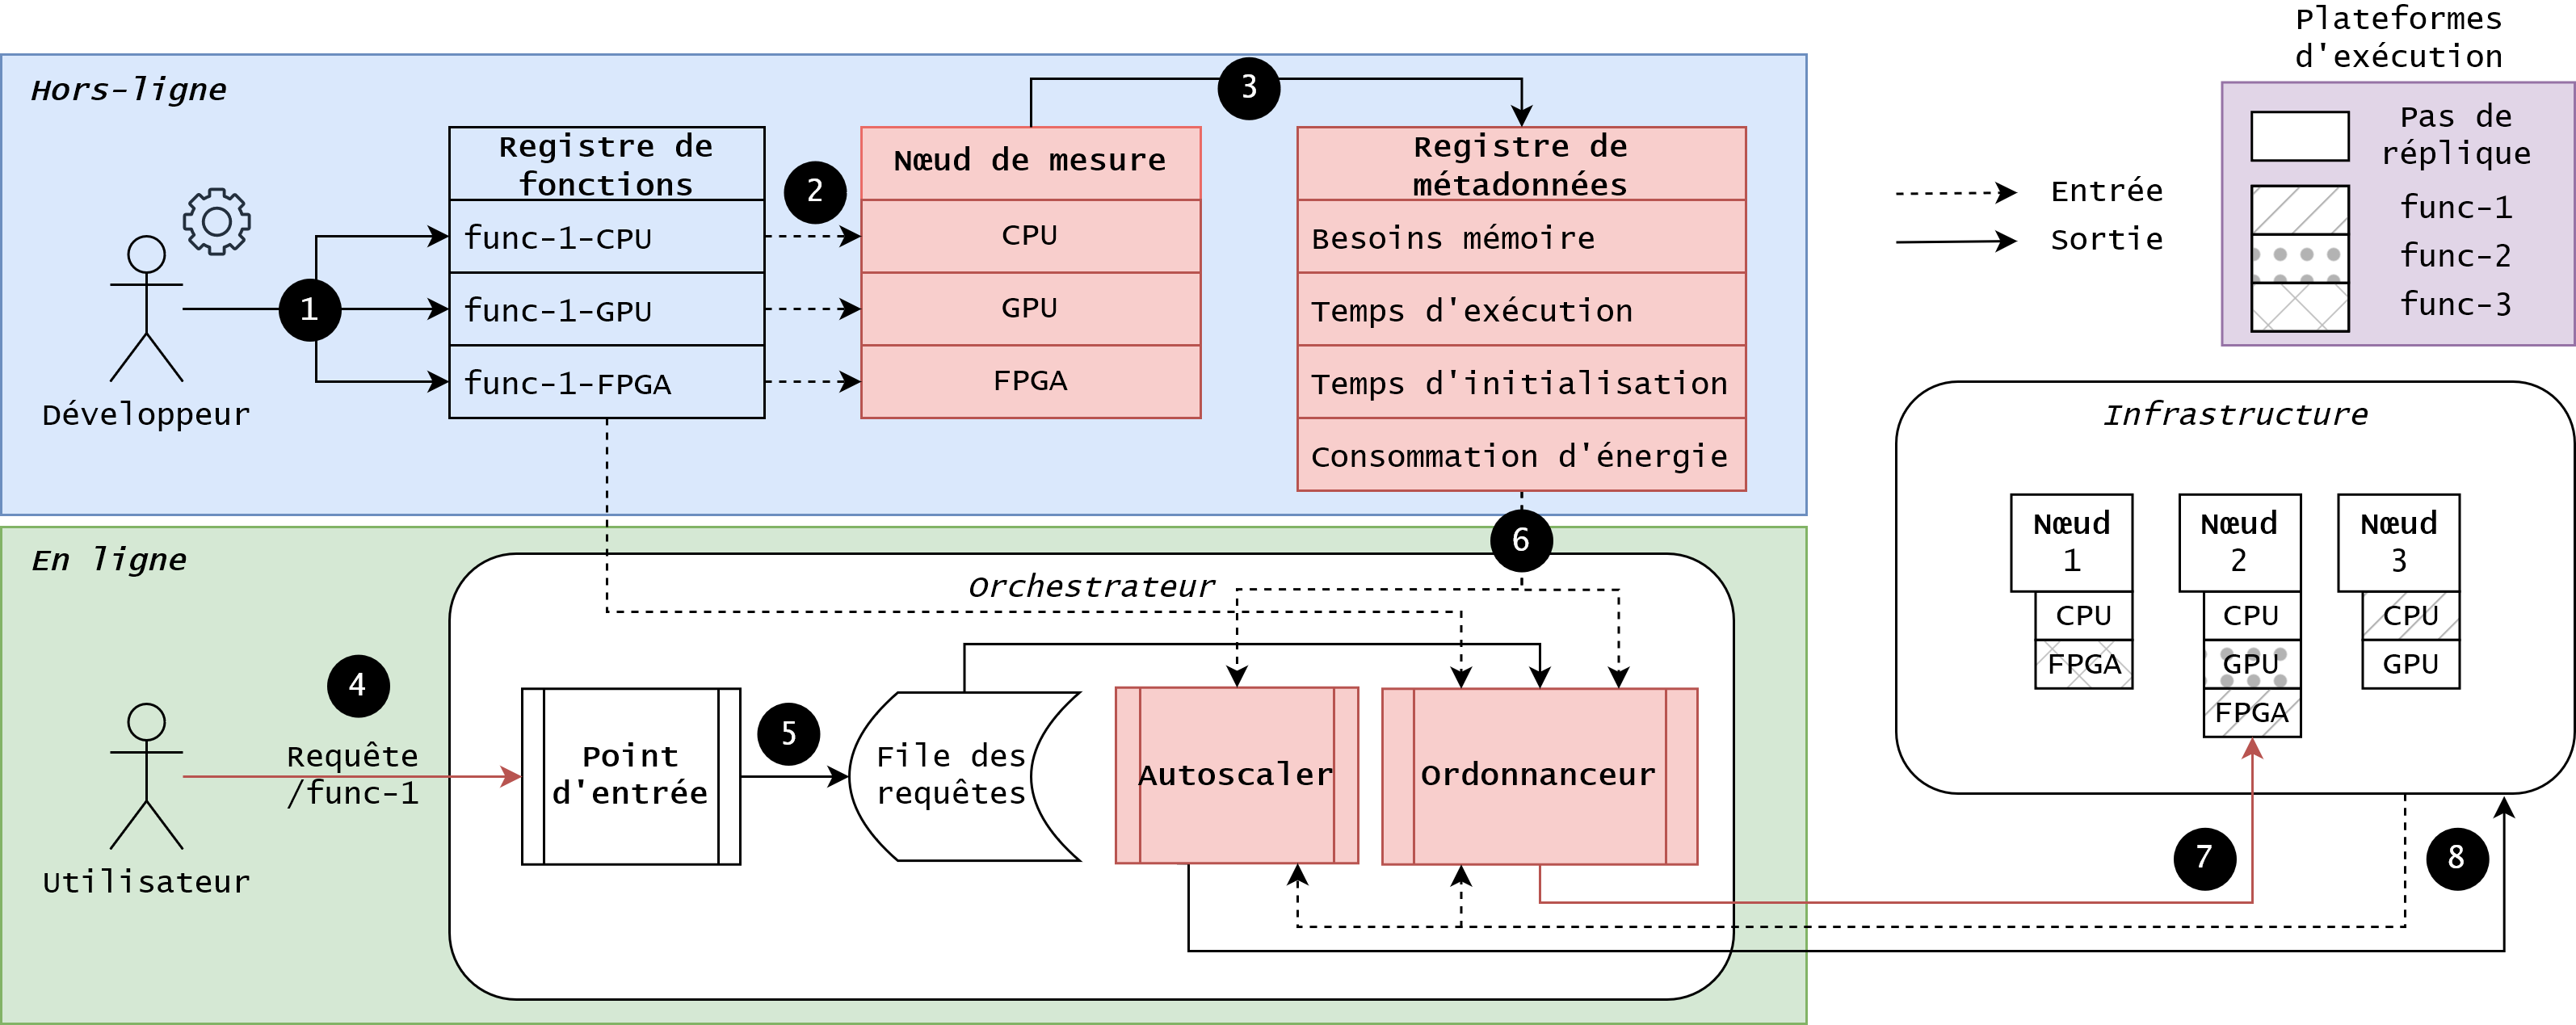 Plateformes
d'exécution
Hors-ligne
3
Registre de
fonctions
2
Nœud de mesure
Registre de
métadonnées
func-1-CPU
CPU
Besoins mémoire
1
func-1-GPU
GPU
Temps d'exécution
func-1-FPGA
FPGA
Temps d'initialisation
Consommation d'énergie
Développeur
Entrée
Sortie
Pas de
réplique
func-1
func-2
func-3
Infrastructure
Nœud
1
CPU
FPGA
Nœud
2
CPU
GPU
FPGA
Nœud
3
CPU
GPU
En ligne
6
Orchestrateur
4
Requête
/func-1
Utilisateur
Point
d'entrée
5
File des
requêtes
Autoscaler
Ordonnanceur
7
8